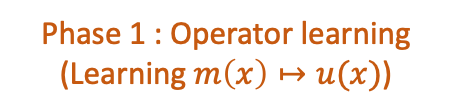 Phase 1 : Operator learning
(Learning 𝑚(𝑥) ↦ 𝑢(𝑥))